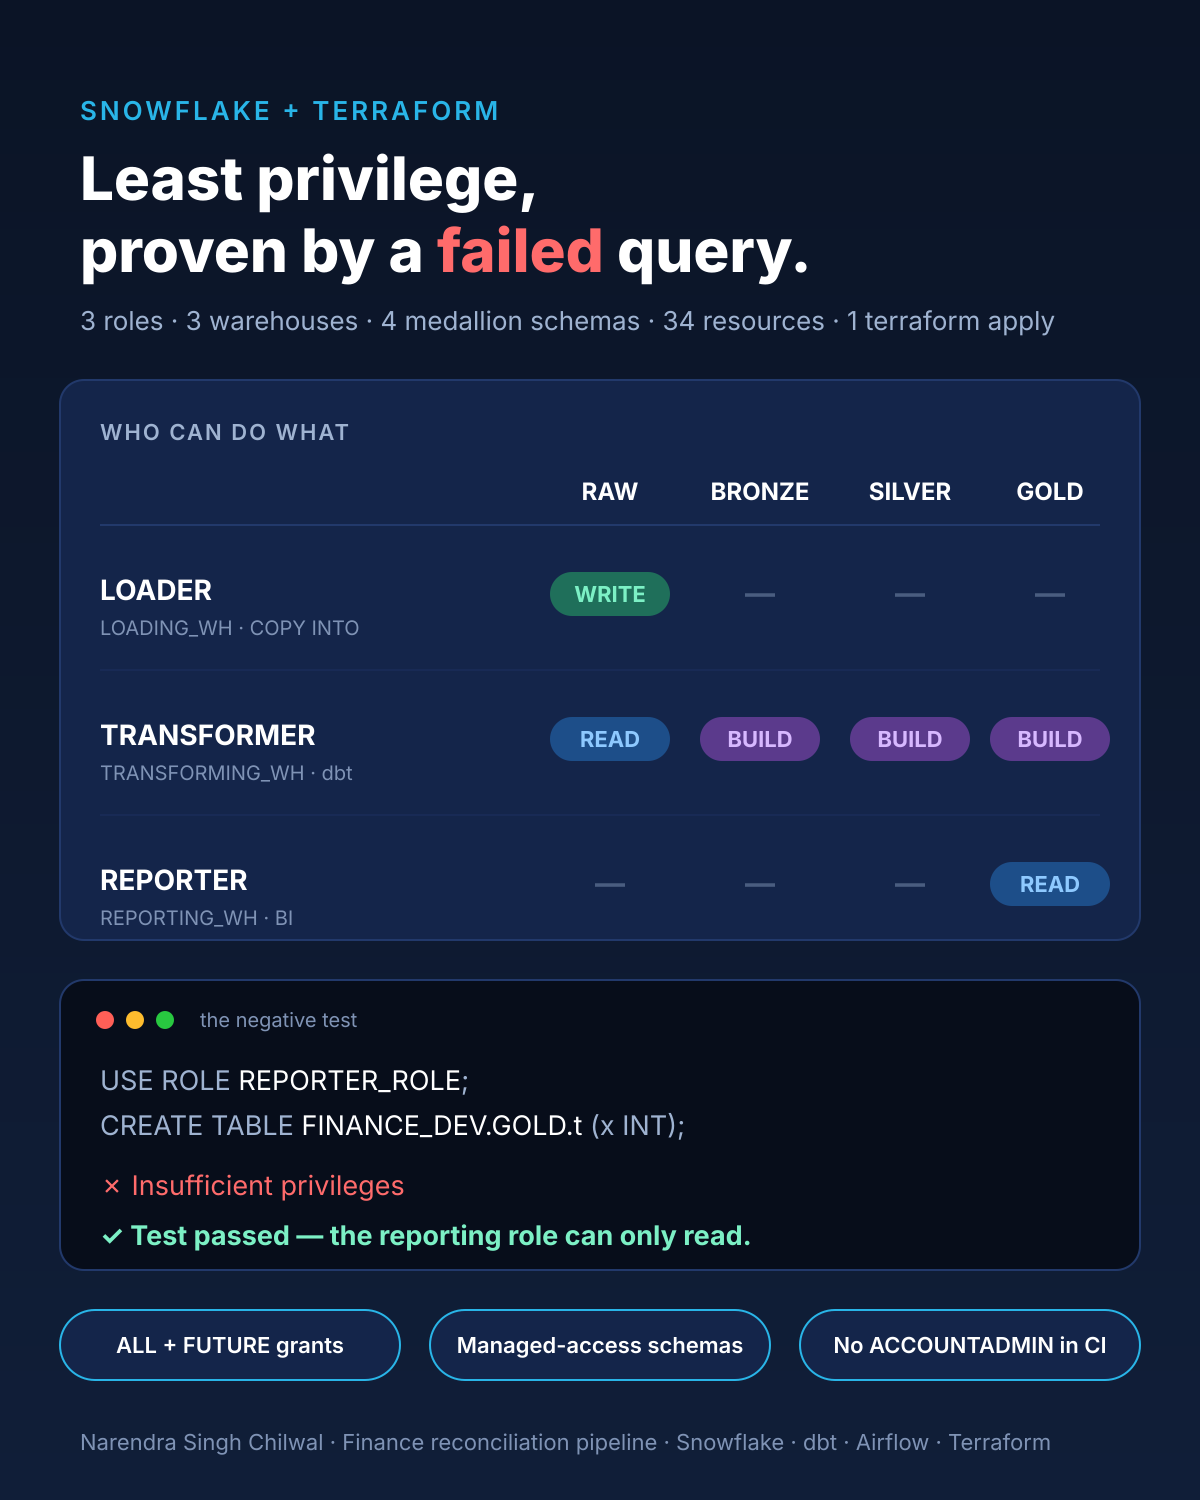 SNOWFLAKE + TERRAFORM
Least privilege,
proven by a failed query.
3 roles · 3 warehouses · 4 medallion schemas · 34 resources · 1 terraform apply
WHO CAN DO WHAT
RAW BRONZE SILVER GOLD
LOADER WRITE — — —
LOADING_WH · COPY INTO
TRANSFORMER READ BUILD BUILD BUILD
TRANSFORMING_WH · dbt
REPORTER — — — READ
REPORTING_WH · BI
the negative test
USE ROLE REPORTER_ROLE;
CREATE TABLE FINANCE_DEV.GOLD.t (x INT);
✕ Insufficient privileges
✓ Test passed — the reporting role can only read.
ALL + FUTURE grants Managed-access schemas No ACCOUNTADMIN in CI
Narendra Singh Chilwal · Finance reconciliation pipeline · Snowflake · dbt · Airflow · Terraform